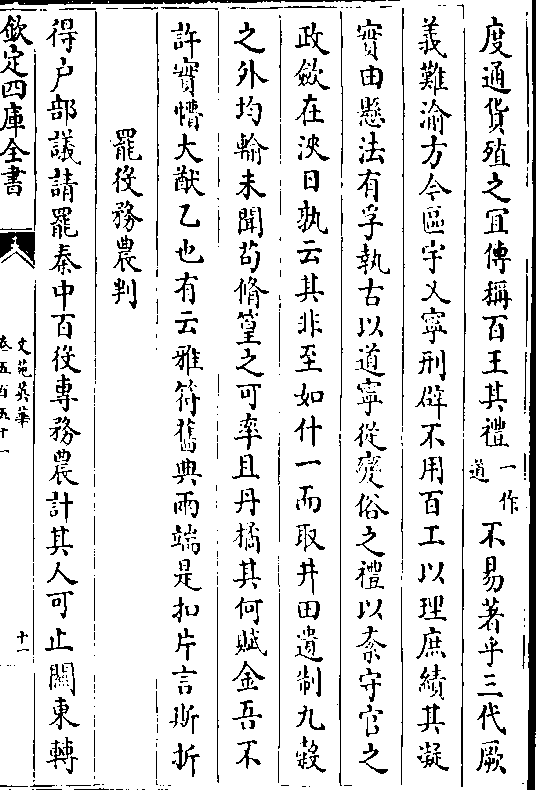 度通貨殖之宜傳稱百王其禮一作道不易著乎三代厥
義難渝方今區宇乂寧刑辟不用百工以理庶績其凝
實由懸法有孚執古以道寧從變俗之禮以紊守官之
政斂在浹日孰云其非至如什一而取井田遺制九穀
之外均輸未聞苟脩篁之可率且丹橘其何賦金吾不
許實懵大猷乙也有云雅符舊典兩端是扣片言斯折
罷役務農判
得户部議請罷秦中百役專務農計其人可止關東轉
欽定四庫全書
文苑英華
卷五百五十一
十一